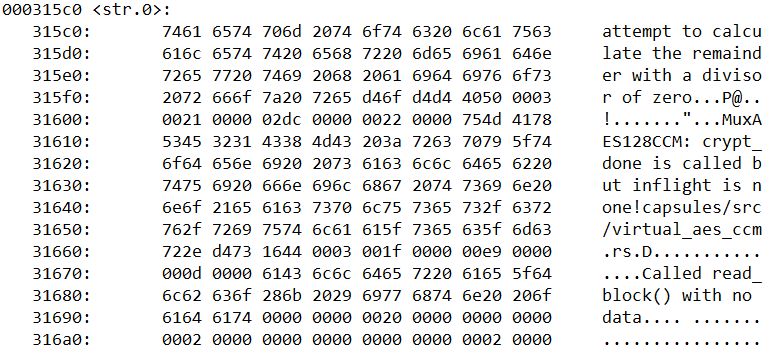 000315c0 <str.0>:
315c0: 7461 6574 706d 2074 6f74 6320 6c61 7563 attempt to calcu
315d0: 616c 6574 7420 6568 7220 6d65 6961 646e late the remaind
315e0: 7265 7720 7469 2068 2061 6964 6976 6f73 er with a diviso
315f0: 2072 666f 7a20 7265 d46f d4d4 4050 0003 r of zero...P@..
31600: 0021 0000 02dc 0000 0022 0000 754d 4178 !.......​"...MuxA
31610: 5345 3231 4338 4d43 203a 7263 7079 5f74 ES128CCM: crypt_
31620: 6f64 656e 6920 2073 6163 6c6c 6465 6220 done is called b
31630: 7475 6920 666e 696c 6867 2074 7369 6e20 ut inflight is n
31640: 6e6f 2165 6163 7370 6c75 7365 732f 6372 one!capsules/src
31650: 762f 7269 7574 6c61 615f 7365 635f 6d63 /virtual_aes_ccm
31660: 722e d473 1644 0003 001f 0000 00e9 0000 .rs.D...........
31670: 000d 0000 6143 6c6c 6465 7220 6165 5f64 ....Called read_
31680: 6c62 636f 286b 2029 6977 6874 6e20 206f block() with no
31690: 6164 6174 0000 0000 0020 0000 0000 0000 data.... .......
316a0: 0002 0000 0000 0000 0000 0000 0002 0000 ................